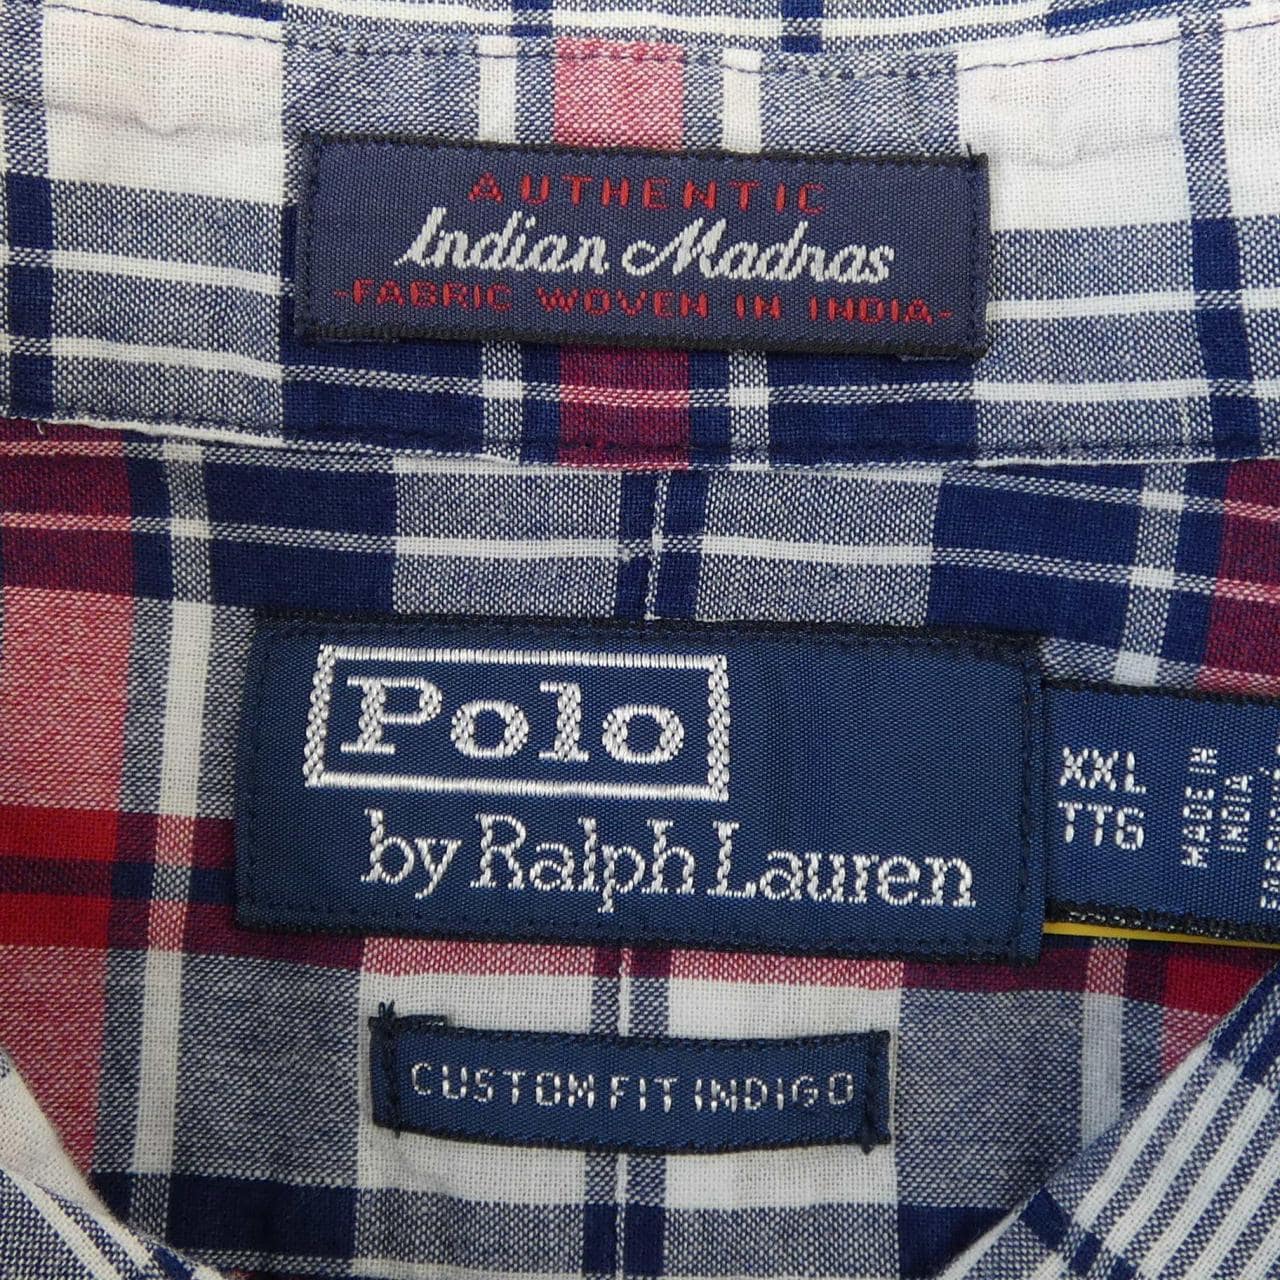 AUTHENTIC
Indian Madras
-FABRIC WOVEN IN INDIA-
Polo
by Ralph Lauren
XXL
TTG
MADE IN
INDIA
CUSTOM FIT INDIGO